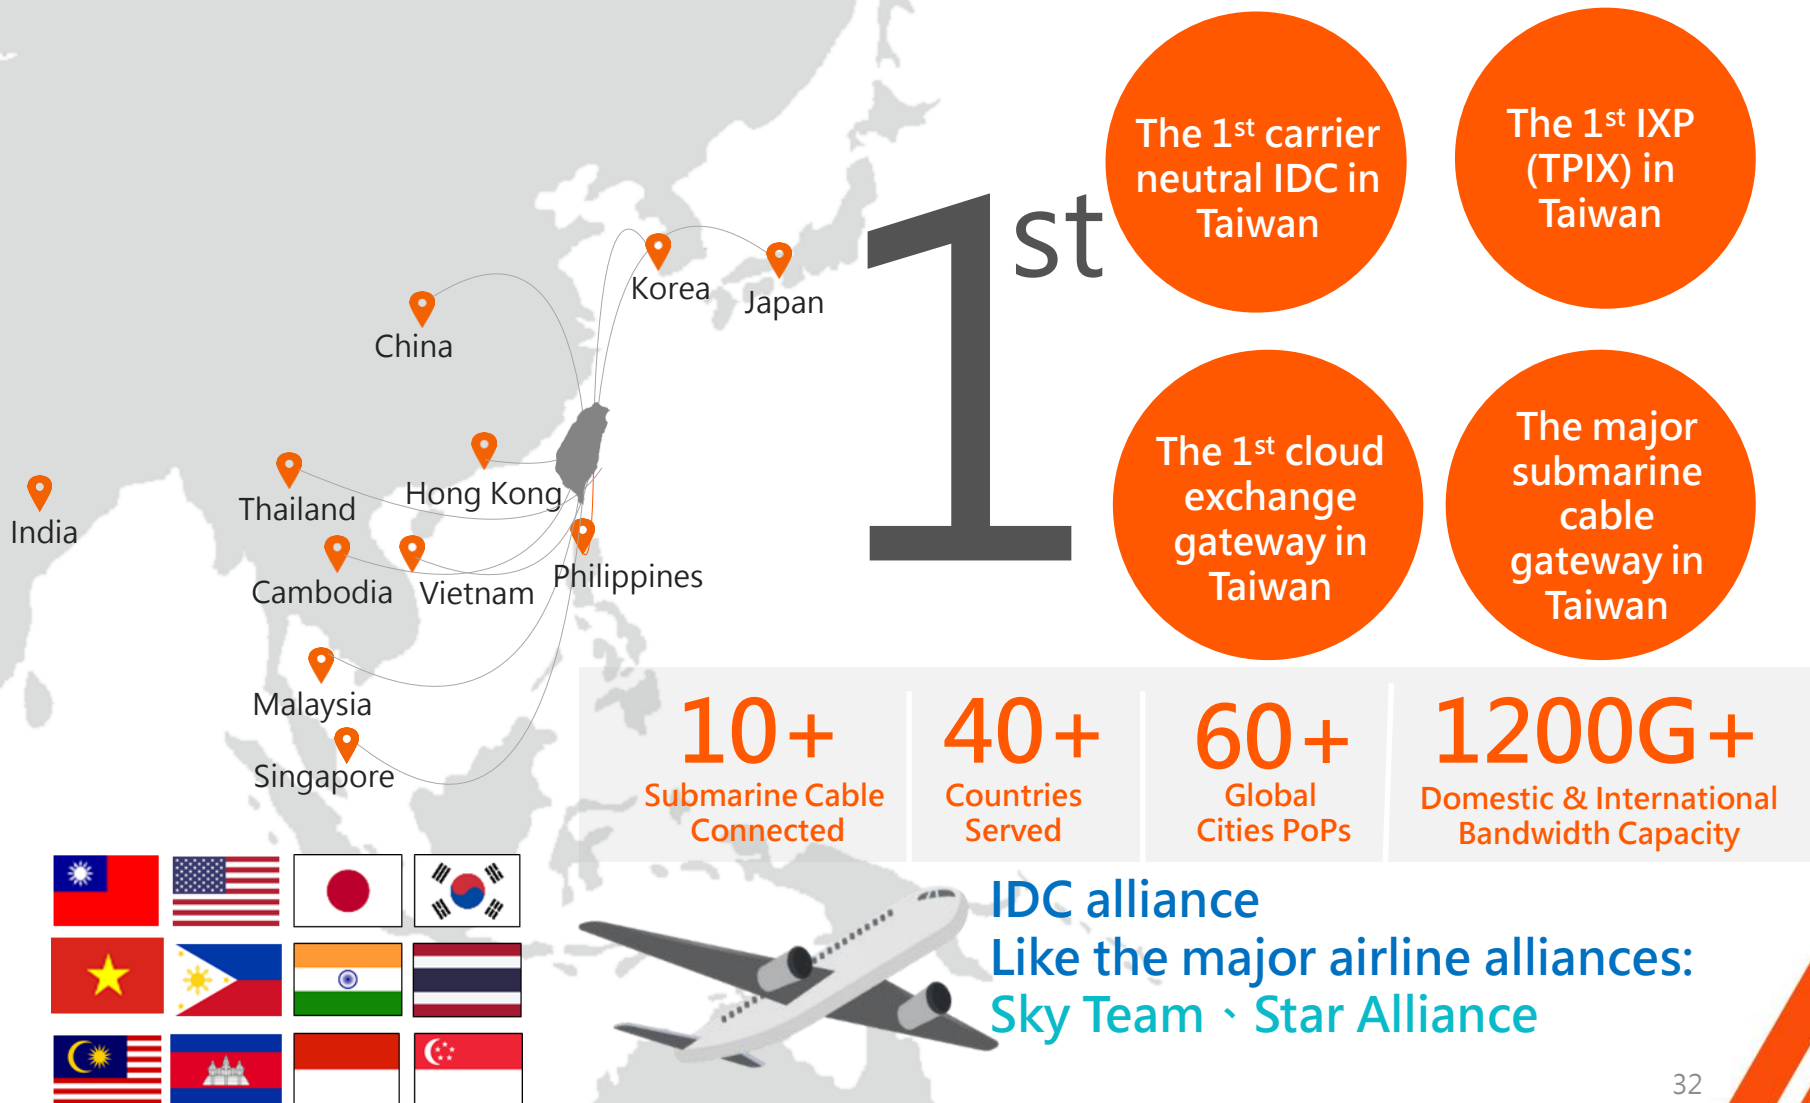 Korea
Japan
China
Hong Kong
Thailand
India
Cambodia
Vietnam
Philippines
Malaysia
Singapore
1st
The 1st carrier
neutral IDC in
Taiwan
The 1st IXP
(TPIX) in
Taiwan
The 1st cloud
exchange
gateway in
Taiwan
The major
submarine
cable
gateway in
Taiwan
10+
Submarine Cable
Connected
40+
Countries
Served
60+
Global
Cities PoPs
1200G+
Domestic & International
Bandwidth Capacity
IDC alliance
Like the major airline alliances:
Sky Team、Star Alliance
32